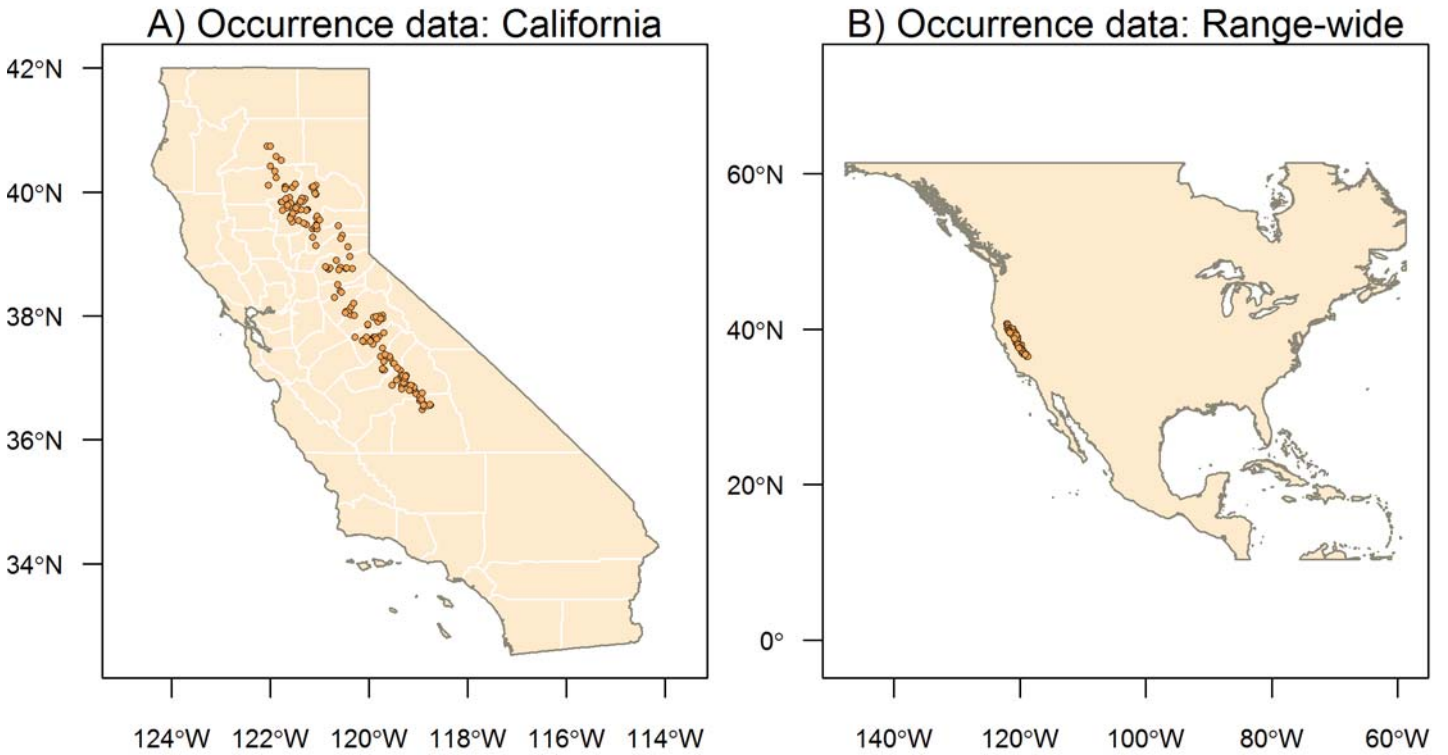 A) Occurrence data: California
42°N
40°N
38°N
36°N
34°N
124°W 122°W 120°W 118°W 116°W 114°W
B) Occurrence data: Range-wide
60°N
40°N
20°N
0°
140°W 120°W 100°W 80°W 60°W